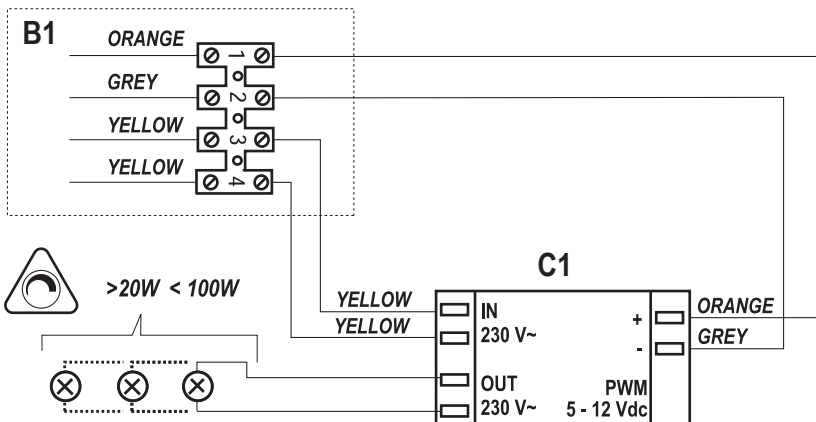 B1
ORANGE
1
GREY
2
YELLOW
3
YELLOW
4
C1
>20W < 100W
YELLOW
IN
YELLOW
230 V~
+
ORANGE
-
GREY
OUT
230 V~
PWM
5 - 12 Vdc